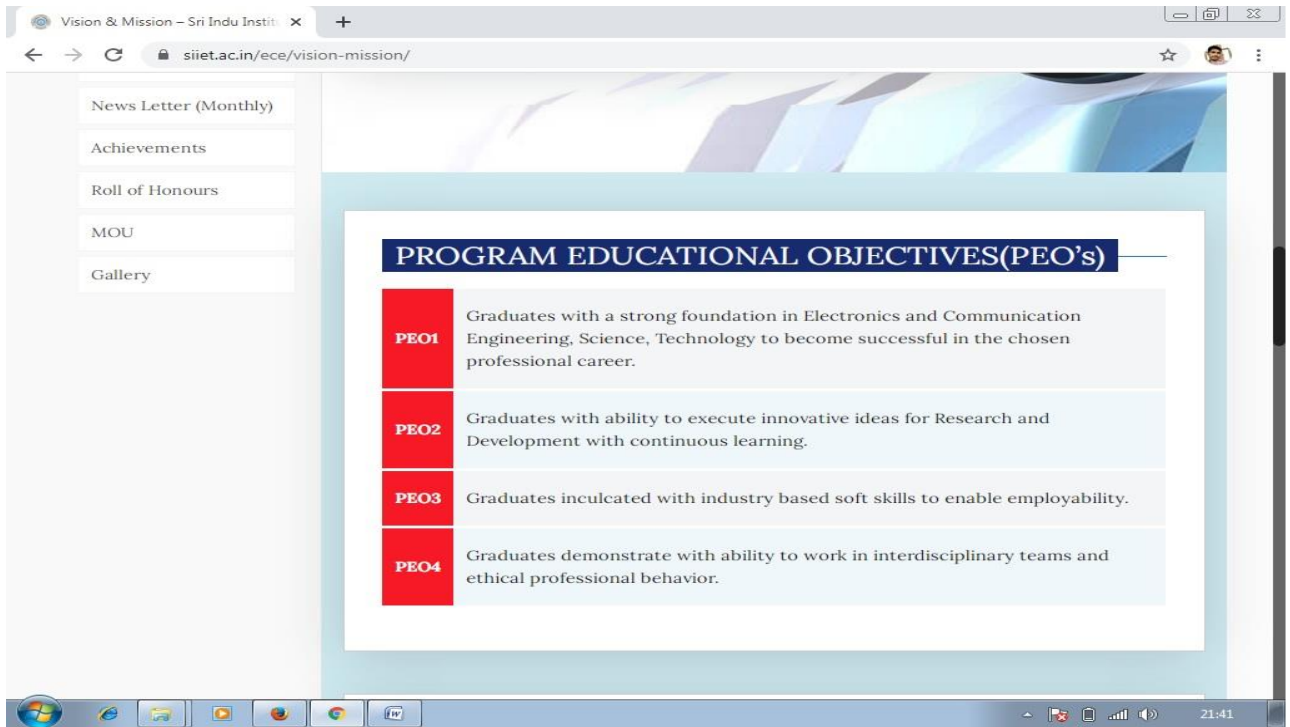 Vision & Mission – Sri Indu Instit
siiet.ac.in/ece/vision-mission/
News Letter (Monthly)
Achievements
Roll of Honours
MOU
Gallery
PROGRAM EDUCATIONAL OBJECTIVES(PEO's)
PEO1
Graduates with a strong foundation in Electronics and Communication
Engineering, Science, Technology to become successful in the chosen
professional career.
PEO2
Graduates with ability to execute innovative ideas for Research and
Development with continuous learning.
PEO3
Graduates inculcated with industry based soft skills to enable employability.
PEO4
Graduates demonstrate with ability to work in interdisciplinary teams and
ethical professional behavior.
21:41